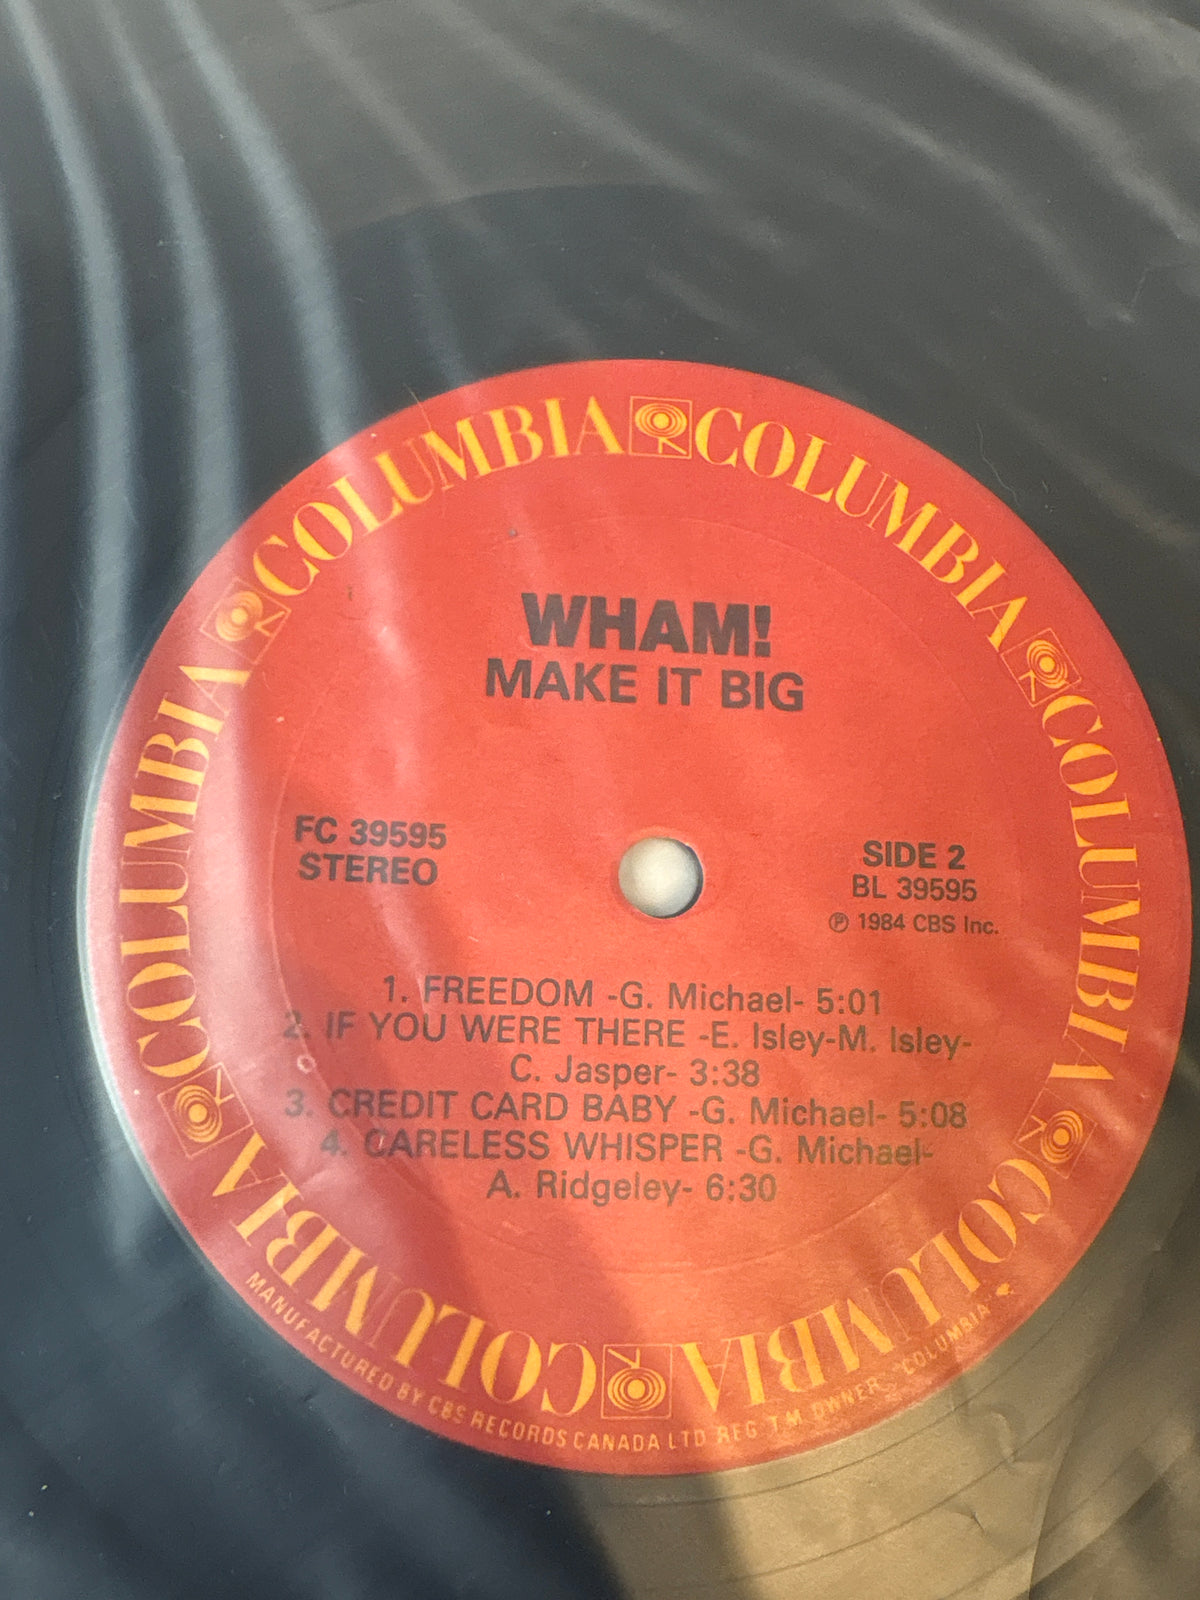 COLUMBIA COLUMBIA COLUMBIA COLUMBIA COLUMBIA COLUMBIA
WHAM!
MAKE IT BIG
FC 39595
STEREO
SIDE 2
BL 39595
℗ 1984 CBS Inc.
1. FREEDOM -G. Michael- 5:01
2. IF YOU WERE THERE -E. Isley-M. Isley-
C. Jasper- 3:38
3. CREDIT CARD BABY -G. Michael- 5:08
4. CARELESS WHISPER -G. Michael-
A. Ridgeley- 6:30
MANUFACTURED BY CBS RECORDS CANADA LTD REG T M OWNER "COLUMBIA"